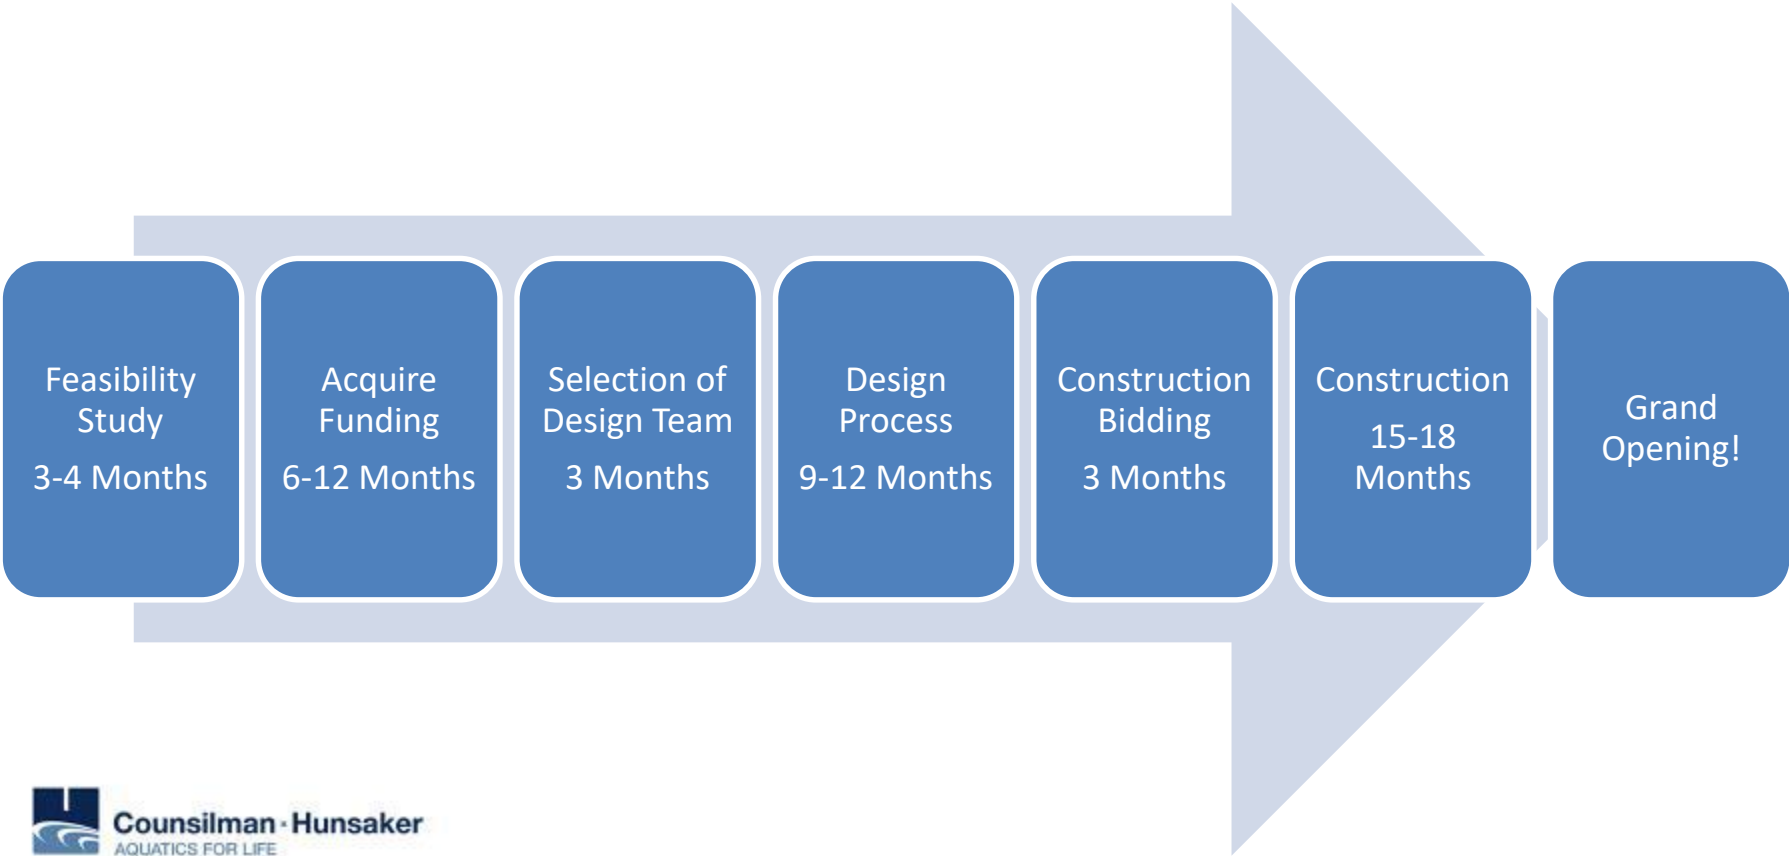 Feasibility
Study
3-4 Months
Acquire
Funding
6-12 Months
Selection of
Design Team
3 Months
Design
Process
9-12 Months
Construction
Bidding
3 Months
Construction
15-18
Months
Grand
Opening!
Counsilman·Hunsaker
AQUATICS FOR LIFE